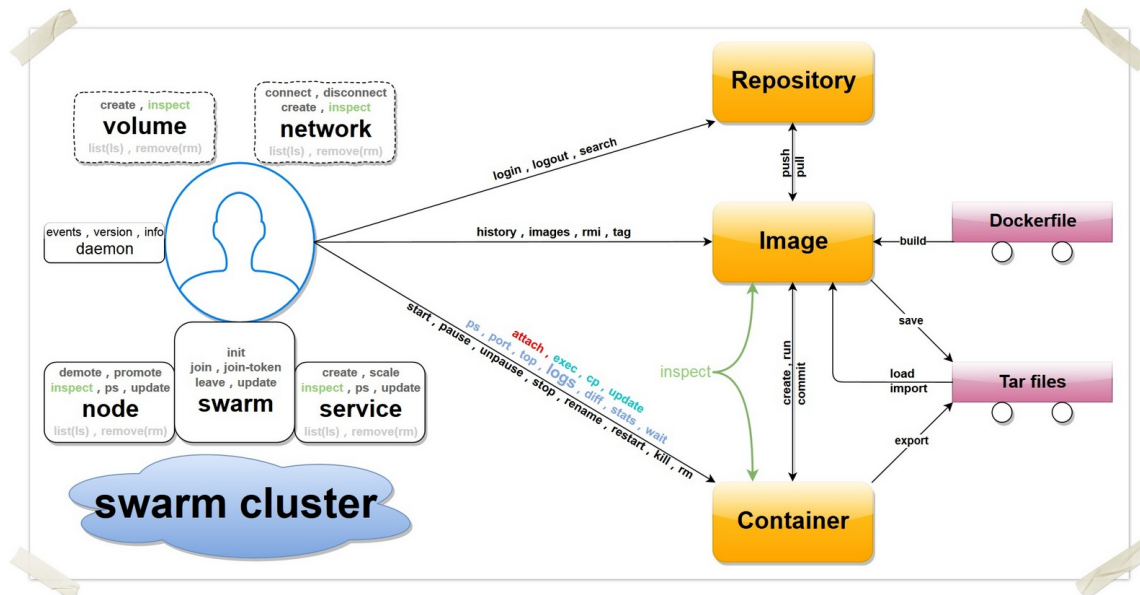 Repository
connect , disconnect
create , inspect
network
list(ls) , remove(rm)
create , inspect
volume
list(ls) , remove(rm)
login , logout , search
push
pull
events , version , info
daemon
history , images , rmi , tag
Image
build
Dockerfile
attach , exec , cp , update
ps , port , top , logs , diff , stats , wait
start , pause , unpause , stop , rename , restart , kill , rm
inspect
create , run
commit
save
load
import
Tar files
export
init
join , join-token
leave , update
swarm
demote , promote
inspect , ps , update
node
list(ls) , remove(rm)
create , scale
inspect , ps , update
service
list(ls) , remove(rm)
swarm cluster
Container